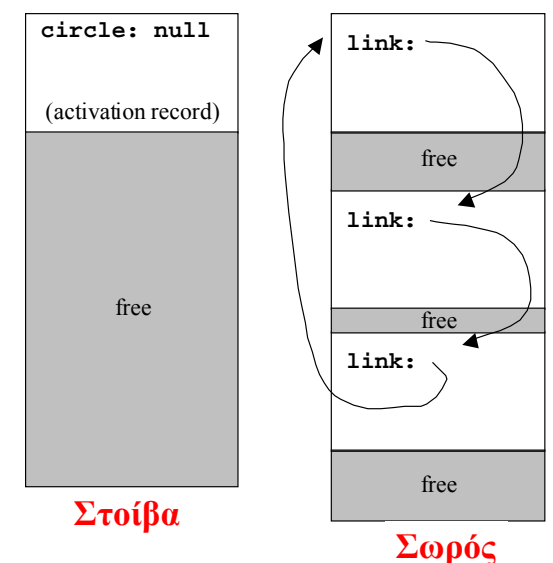 circle: null
(activation record)
free
Στοίβα
link:
free
link:
free
link:
free
Σωρός